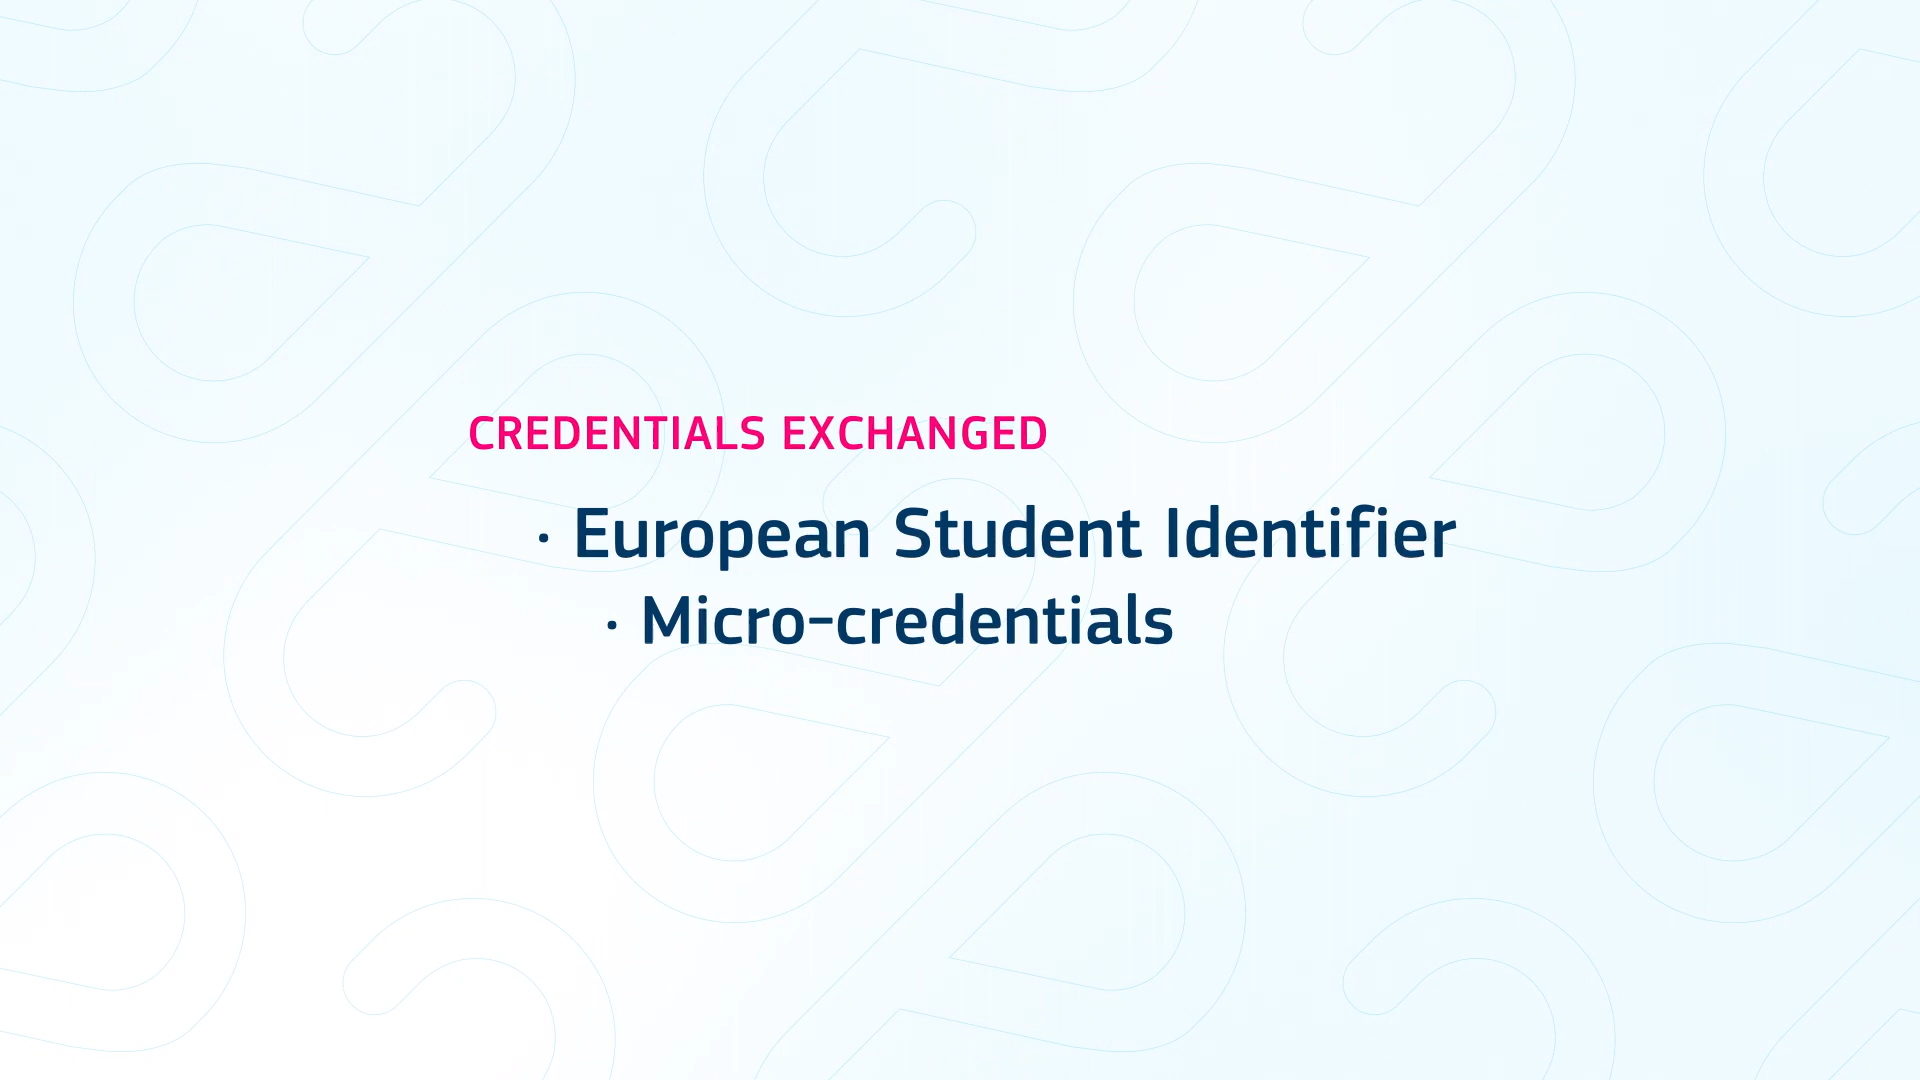 CREDENTIALS EXCHANGED
· European Student Identifier
· Micro-credentials